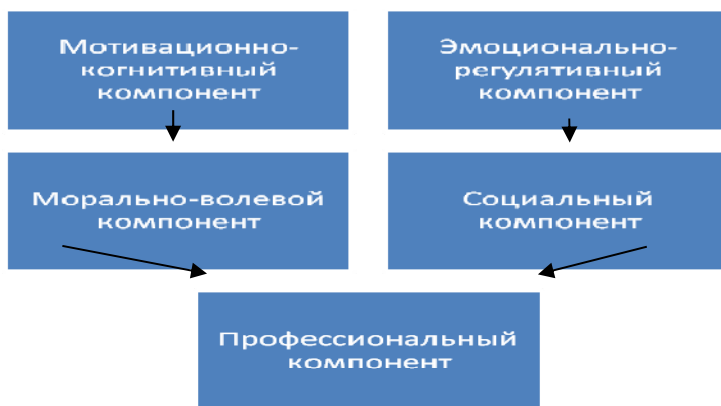 Мотивационно-
когнитивный
компонент
Эмоционально-
регулятивный
компонент
Морально-волевой
компонент
Социальный
компонент
Профессиональный
компонент